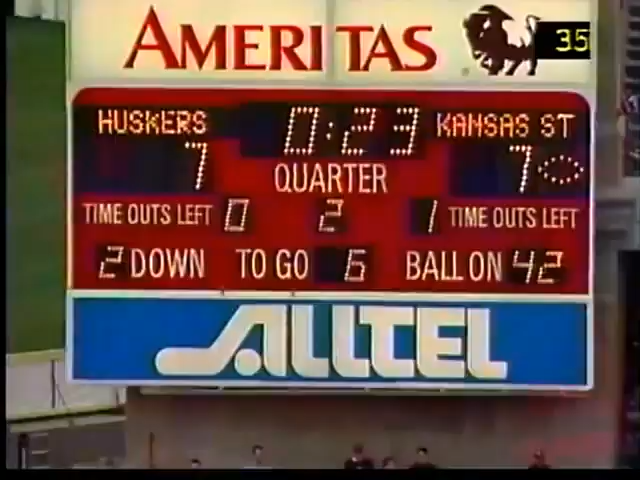 AMERITAS 35
HUSKERS 0:23 KANSAS ST
7 QUARTER 7
TIME OUTS LEFT 0 2 1 TIME OUTS LEFT
2 DOWN TO GO 6 BALL ON 42
ALLTEL